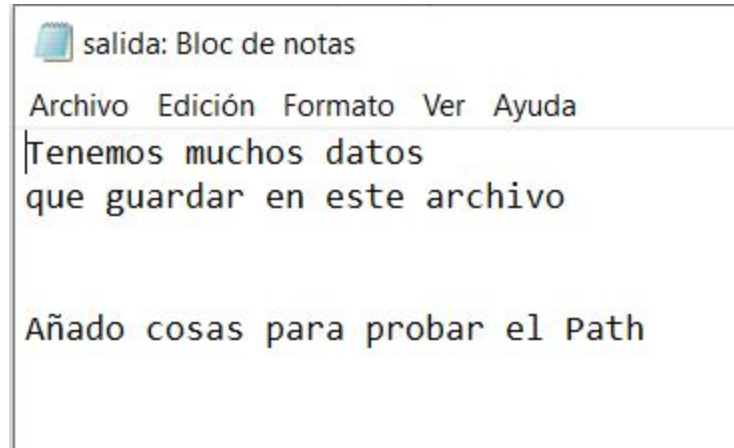 salida: Bloc de notas
Archivo Edición Formato Ver Ayuda
Tenemos muchos datos
que guardar en este archivo
Añado cosas para probar el Path